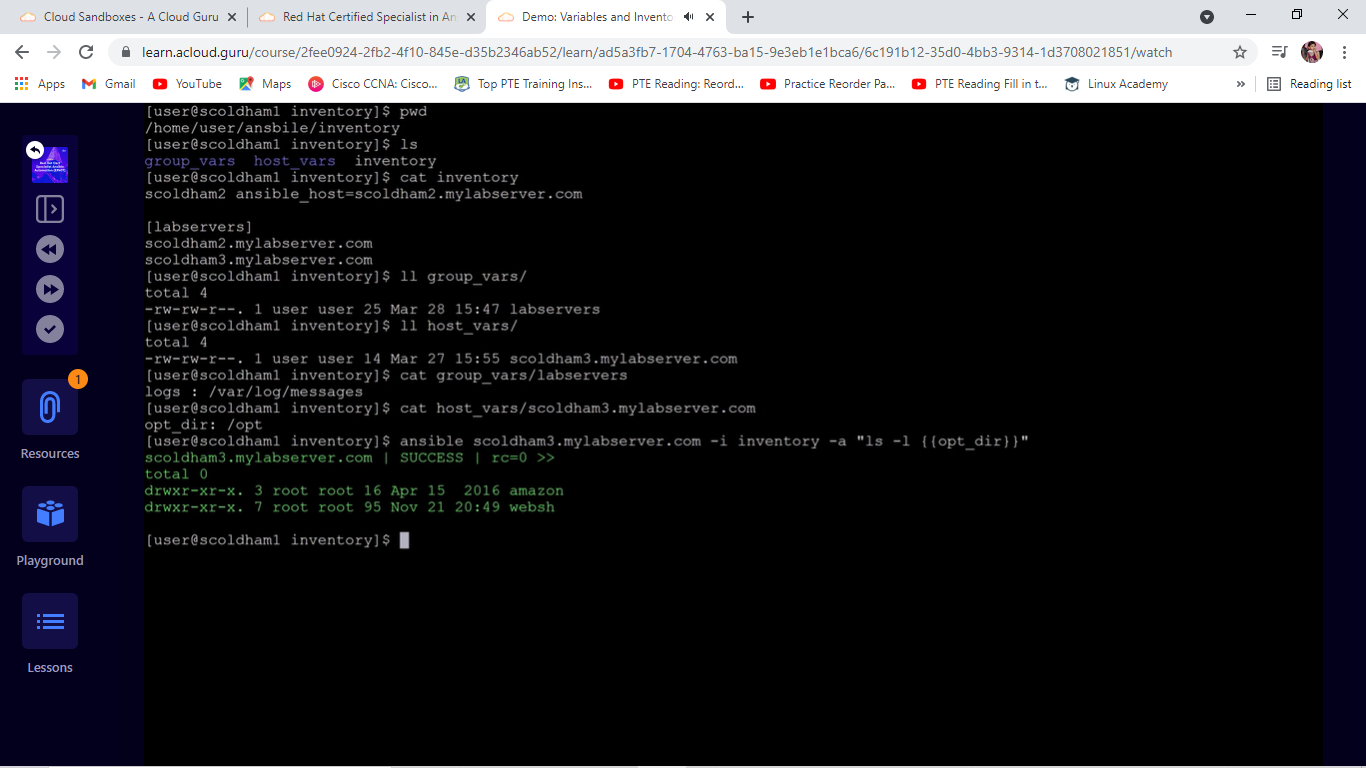 Cloud Sandboxes - A Cloud Guru
Red Hat Certified Specialist in An
Demo: Variables and Invento
learn.acloud.guru/course/2fee0924-2fb2-4f10-845e-d35b2346ab52/learn/ad5a3fb7-1704-4763-ba15-9e3eb1e1bca6/6c191b12-35d0-4bb3-9314-1d3708021851/watch
Apps
Gmail
YouTube
Maps
Cisco CCNA: Cisco...
Top PTE Training Ins...
PTE Reading: Reord...
Practice Reorder Pa...
PTE Reading Fill in t...
Linux Academy
»
Reading list
1
Resources
Playground
Lessons
[user@scoldham1 inventory]$ pwd
/home/user/ansbile/inventory
[user@scoldham1 inventory]$ ls
group_vars host_vars inventory
[user@scoldham1 inventory]$ cat inventory
scoldham2 ansible_host=scoldham2.mylabserver.com
[labservers]
scoldham2.mylabserver.com
scoldham3.mylabserver.com
[user@scoldham1 inventory]$ ll group_vars/
total 4
-rw-rw-r--. 1 user user 25 Mar 28 15:47 labservers
[user@scoldham1 inventory]$ ll host_vars/
total 4
-rw-rw-r--. 1 user user 14 Mar 27 15:55 scoldham3.mylabserver.com
[user@scoldham1 inventory]$ cat group_vars/labservers
logs : /var/log/messages
[user@scoldham1 inventory]$ cat host_vars/scoldham3.mylabserver.com
opt_dir: /opt
[user@scoldham1 inventory]$ ansible scoldham3.mylabserver.com -i inventory -a "ls -l {{opt_dir}}"
scoldham3.mylabserver.com | SUCCESS | rc=0 >>
total 0
drwxr-xr-x. 3 root root 16 Apr 15  2016 amazon
drwxr-xr-x. 7 root root 95 Nov 21 20:49 websh
[user@scoldham1 inventory]$